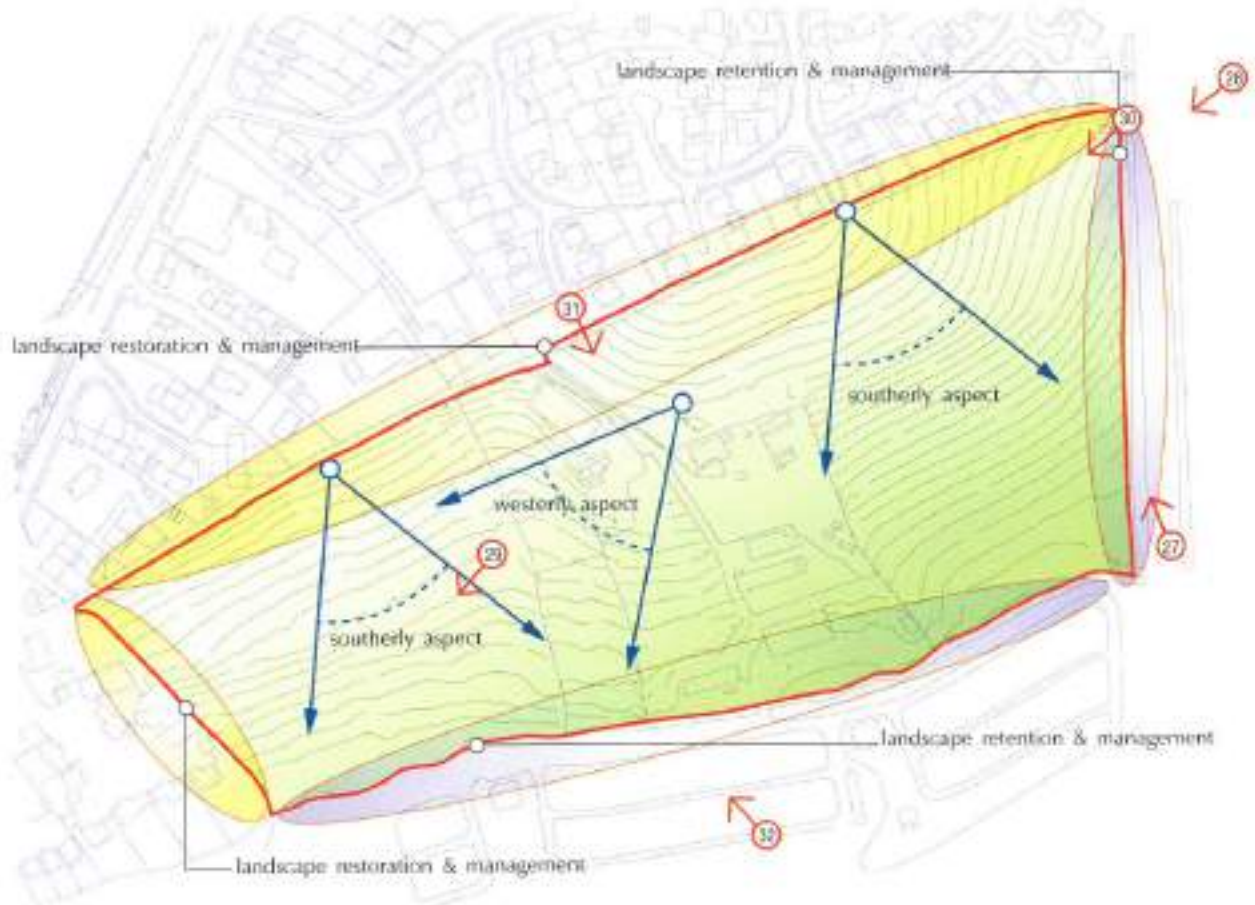 landscape retention & management
28
30
31
landscape restoration & management
southerly aspect
westerly aspect
29
27
southerly aspect
landscape retention & management
32
landscape restoration & management